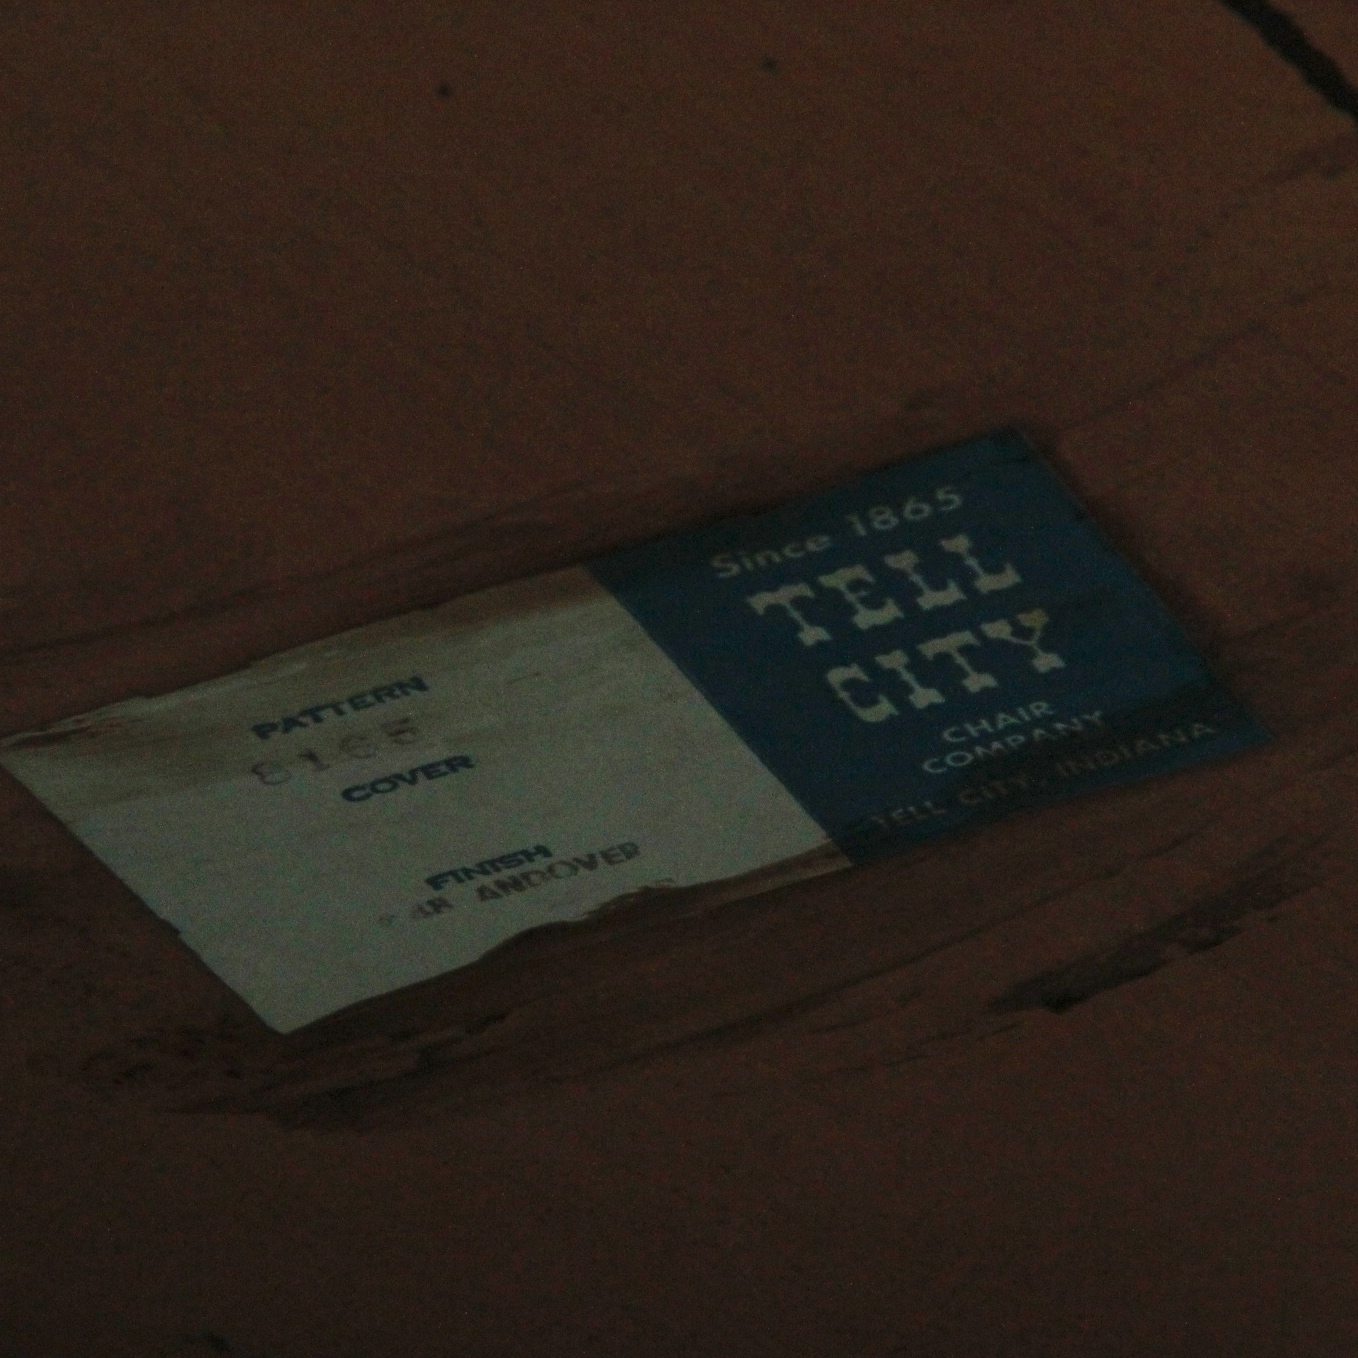 PATTERN
8165
COVER
FINISH
ANDOVER
Since 1865
TELL
CITY
CHAIR
COMPANY
TELL CITY, INDIANA